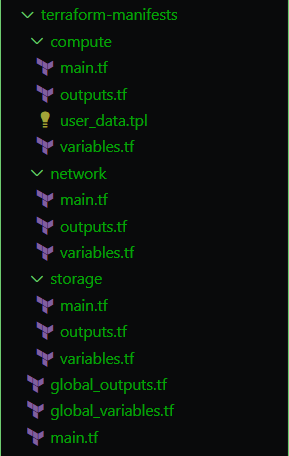 terraform-manifests
compute
main.tf
outputs.tf
user_data.tpl
variables.tf
network
main.tf
outputs.tf
variables.tf
storage
main.tf
outputs.tf
variables.tf
global_outputs.tf
global_variables.tf
main.tf